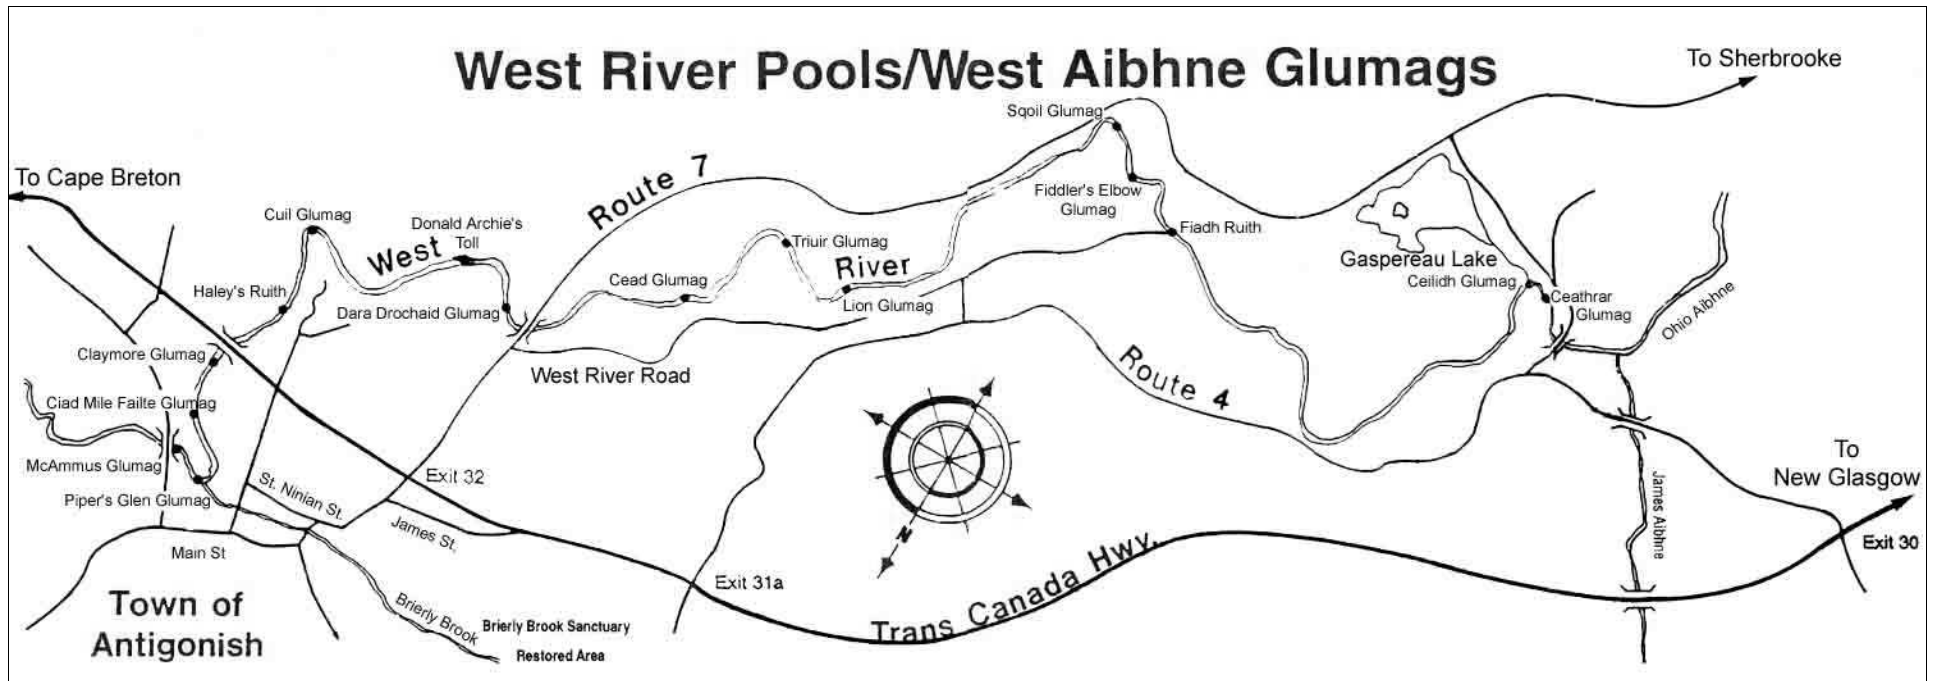 West River Pools/West Aibhne Glumags
To Sherbrooke
Sqoil Glumag
To Cape Breton
Route 7
Fiddler's Elbow
Glumag
Cuil Glumag
Donald Archie's
Toll
West
Triuir Glumag
Fiadh Ruith
River
Gaspereau Lake
Haley's Ruith
Cead Glumag
Ceilidh Glumag
Dara Drochaid Glumag
Lion Glumag
Ceathrar
Glumag
Ohio Aibhne
Claymore Glumag
West River Road
Route 4
Ciad Mile Failte Glumag
McAmmus Glumag
Exit 32
To
New Glasgow
St. Ninian St.
Piper's Glen Glumag
James St.
James Aibhne
N
Main St
Exit 30
Exit 31a
Trans Canada Hwy.
Town of
Antigonish
Brierly Brook
Brierly Brook Sanctuary
Restored Area